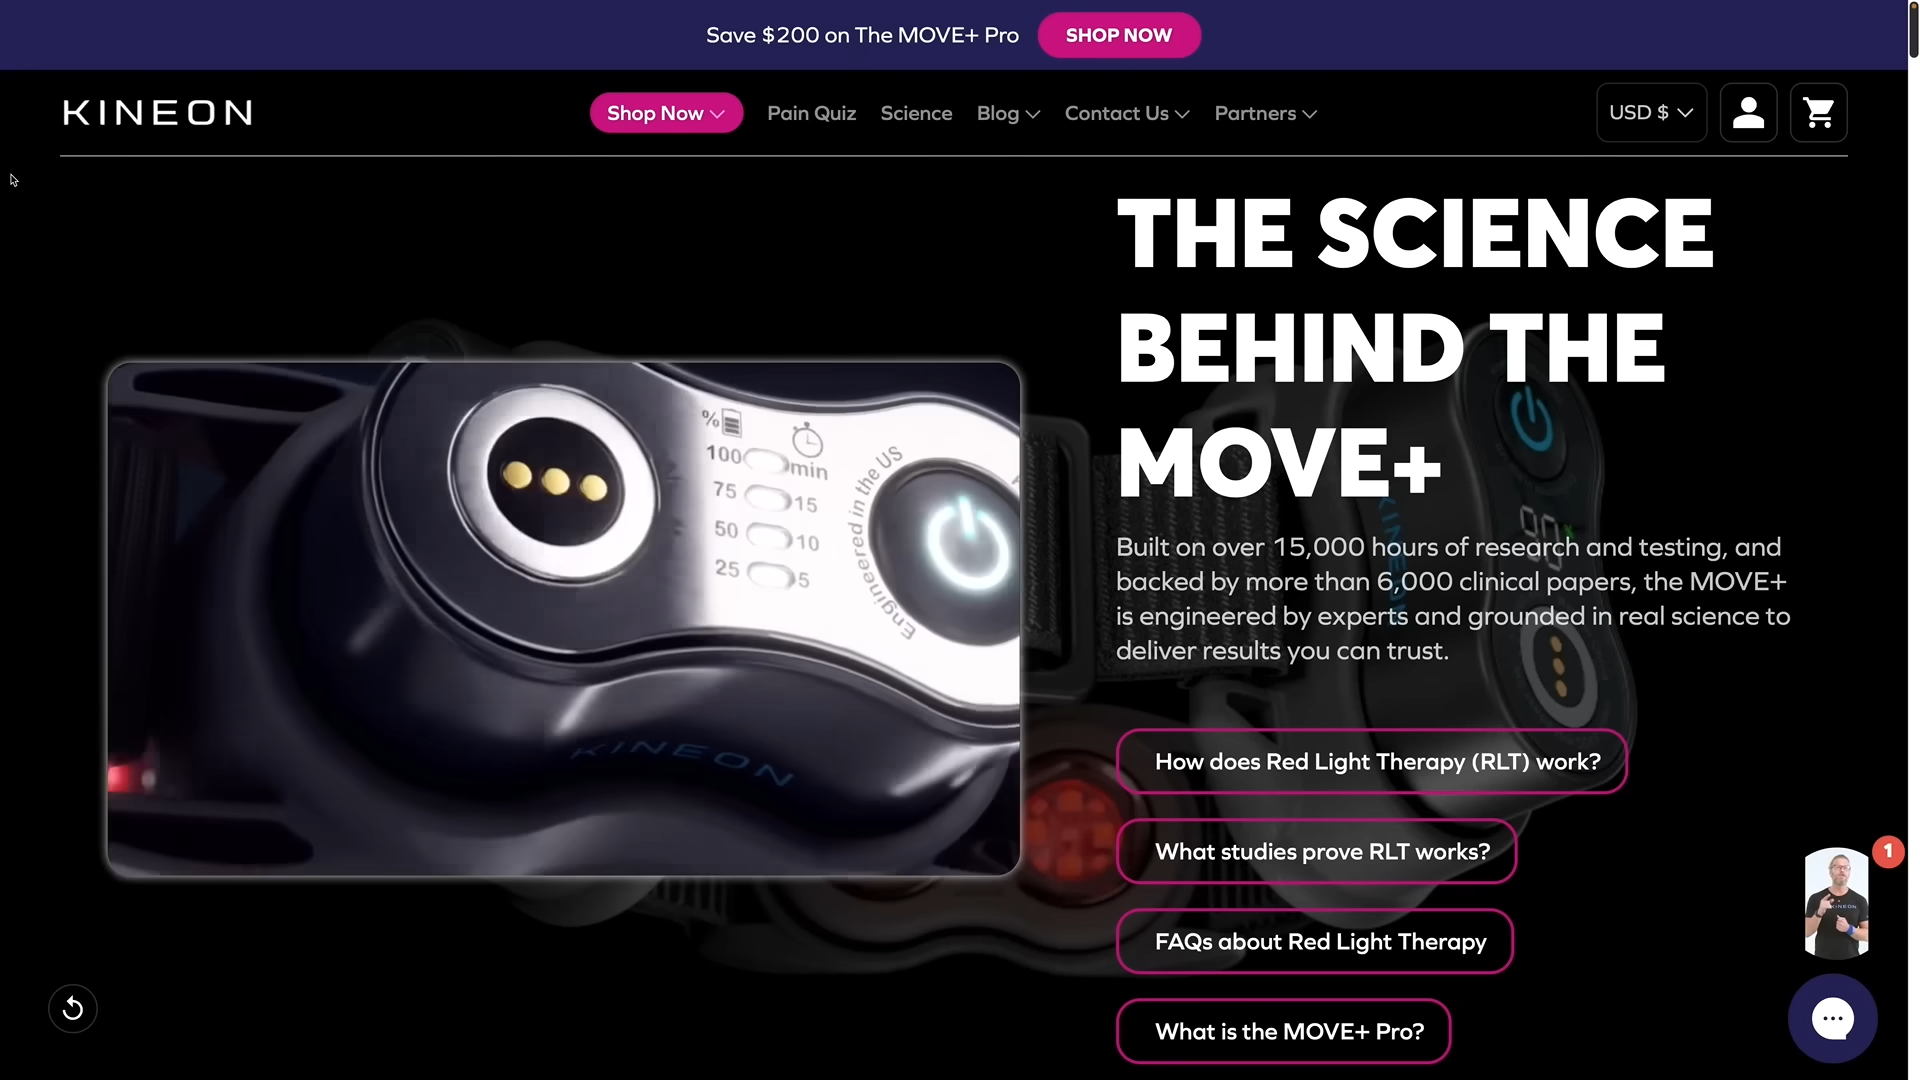 Save $200 on The MOVE+ Pro
SHOP NOW
KINEON
Shop Now
Pain Quiz
Science
Blog
Contact Us
Partners
USD $
THE SCIENCE
BEHIND THE
MOVE+
%
100
min
75
15
50
10
25
5
Engineered in the US
KINEON
Built on over 15,000 hours of research and testing, and
backed by more than 6,000 clinical papers, the MOVE+
is engineered by experts and grounded in real science to
deliver results you can trust.
How does Red Light Therapy (RLT) work?
What studies prove RLT works?
FAQs about Red Light Therapy
What is the MOVE+ Pro?
KINEON
1
KINEON